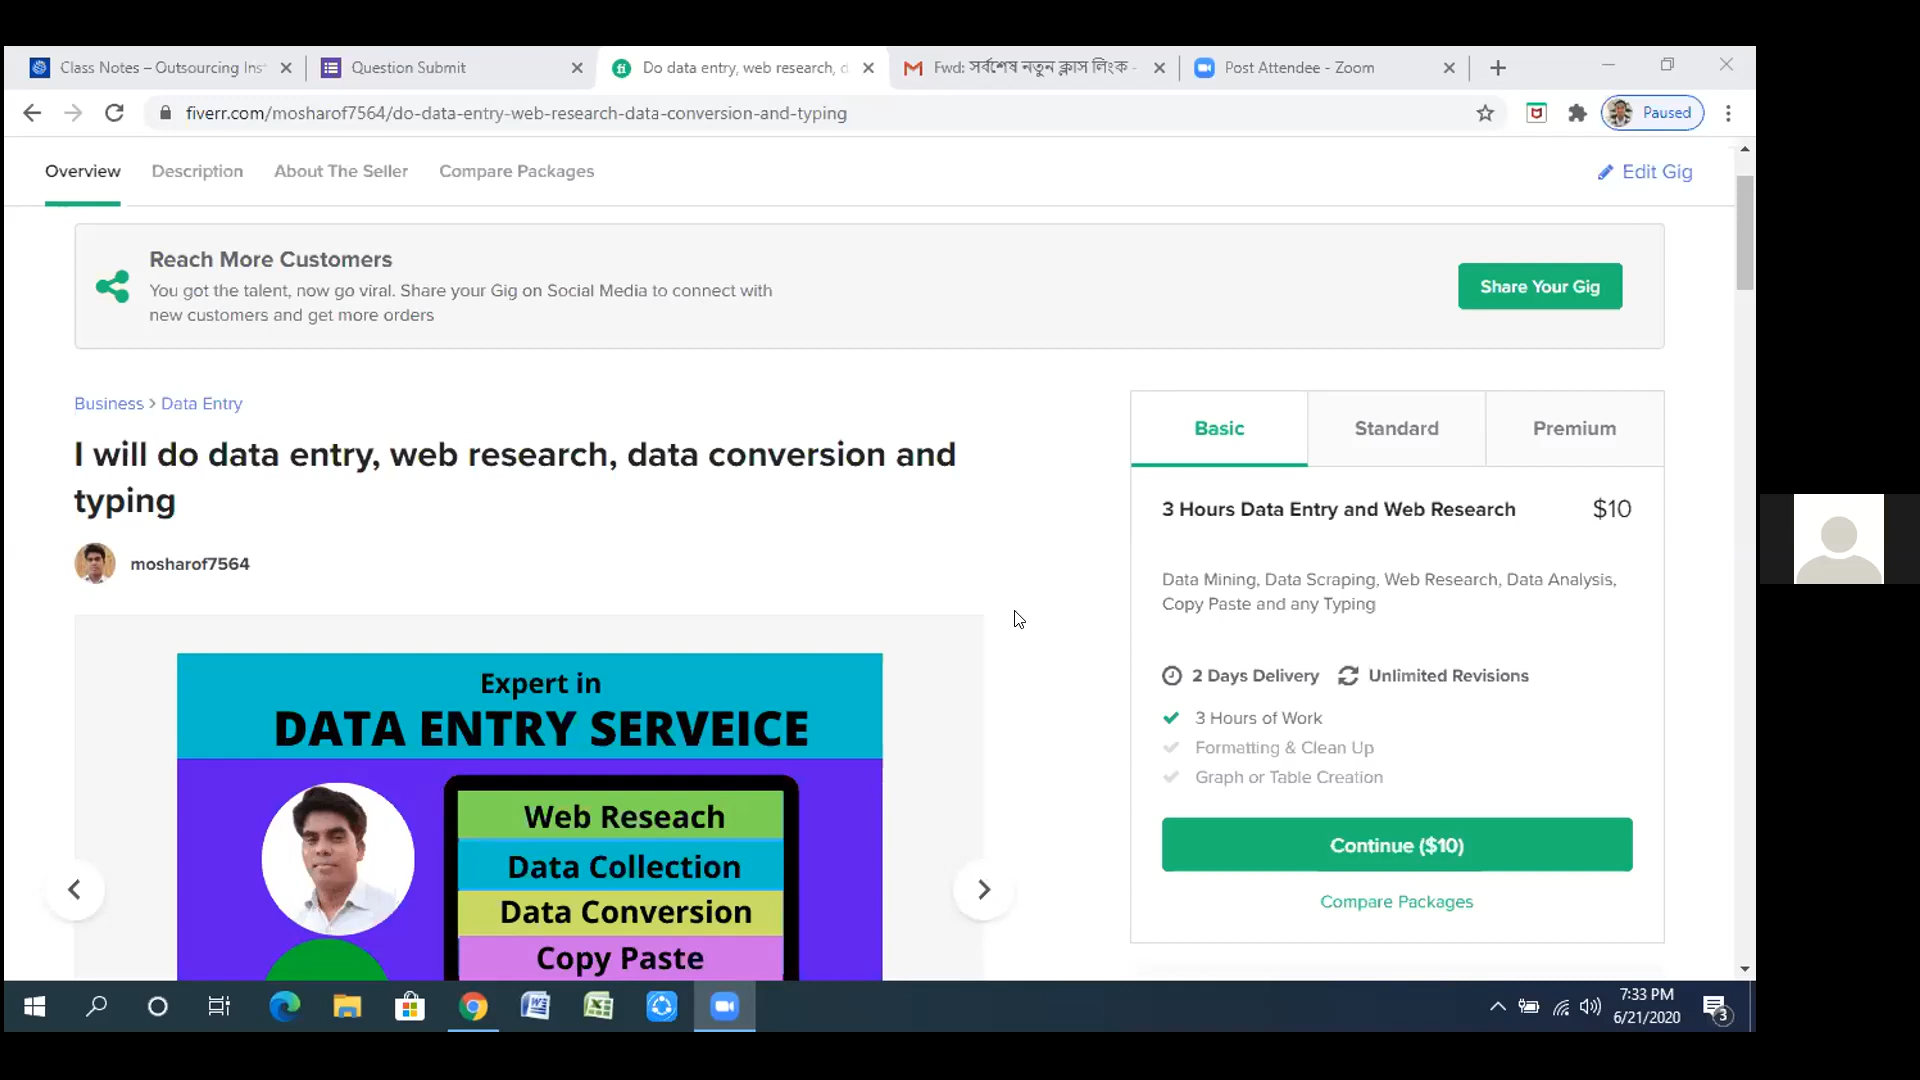 Class Notes – Outsourcing Ins
Question Submit
Do data entry, web research, d
Fwd: সর্বশেষ নতুন ক্লাস লিংক -
Post Attendee - Zoom
fiverr.com/mosharof7564/do-data-entry-web-research-data-conversion-and-typing
Paused
Overview
Description
About The Seller
Compare Packages
Edit Gig
Reach More Customers
You got the talent, now go viral. Share your Gig on Social Media to connect with
new customers and get more orders
Share Your Gig
Business > Data Entry
I will do data entry, web research, data conversion and
typing
mosharof7564
Expert in
DATA ENTRY SERVEICE
Web Reseach
Data Collection
Data Conversion
Copy Paste
Basic
Standard
Premium
3 Hours Data Entry and Web Research
$10
Data Mining, Data Scraping, Web Research, Data Analysis,
Copy Paste and any Typing
2 Days Delivery
Unlimited Revisions
3 Hours of Work
Formatting & Clean Up
Graph or Table Creation
Continue ($10)
Compare Packages
7:33 PM
6/21/2020
3